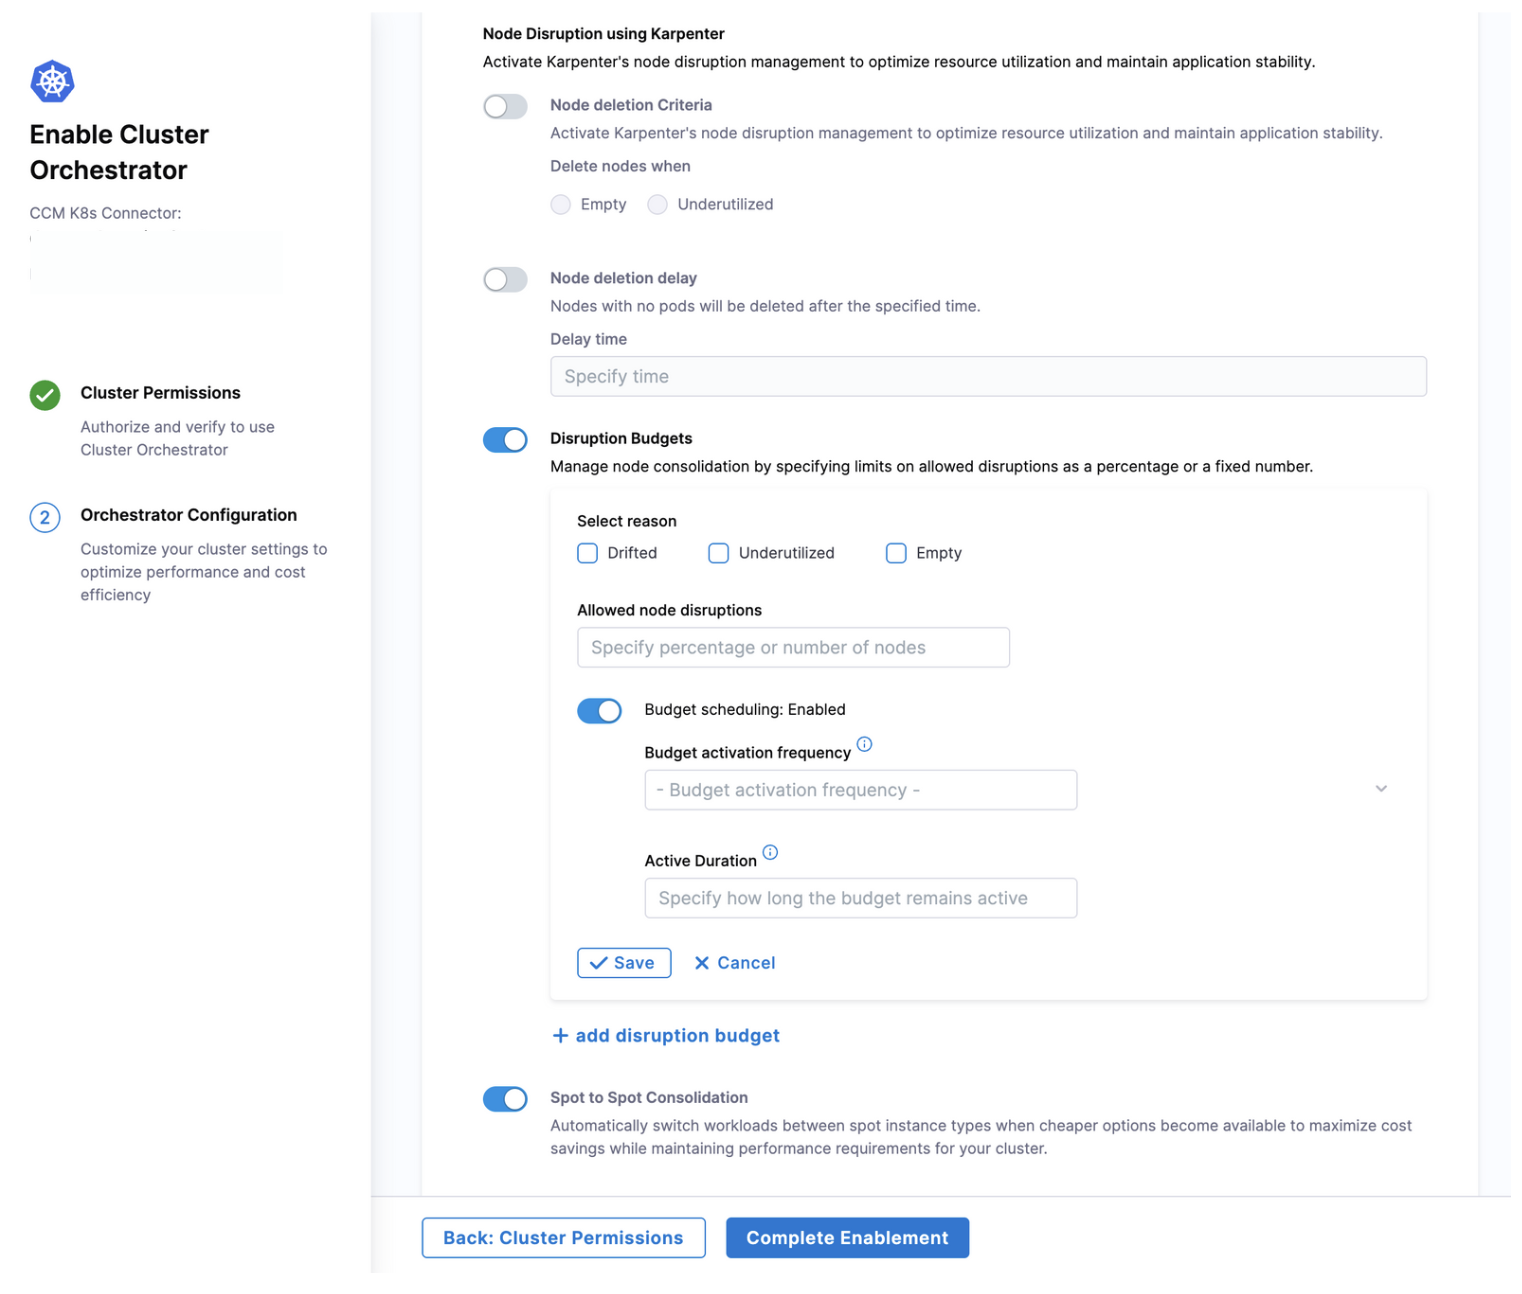 Enable Cluster
Orchestrator
CCM K8s Connector:
Cluster Permissions
Authorize and verify to use
Cluster Orchestrator
2
Orchestrator Configuration
Customize your cluster settings to
optimize performance and cost
efficiency
Node Disruption using Karpenter
Activate Karpenter's node disruption management to optimize resource utilization and maintain application stability.
Node deletion Criteria
Activate Karpenter's node disruption management to optimize resource utilization and maintain application stability.
Delete nodes when
Empty Underutilized
Node deletion delay
Nodes with no pods will be deleted after the specified time.
Delay time
Specify time
Disruption Budgets
Manage node consolidation by specifying limits on allowed disruptions as a percentage or a fixed number.
Select reason
Drifted Underutilized Empty
Allowed node disruptions
Specify percentage or number of nodes
Budget scheduling: Enabled
Budget activation frequency
- Budget activation frequency -
Active Duration
Specify how long the budget remains active
Save Cancel
+ add disruption budget
Spot to Spot Consolidation
Automatically switch workloads between spot instance types when cheaper options become available to maximize cost
savings while maintaining performance requirements for your cluster.
Back: Cluster Permissions Complete Enablement